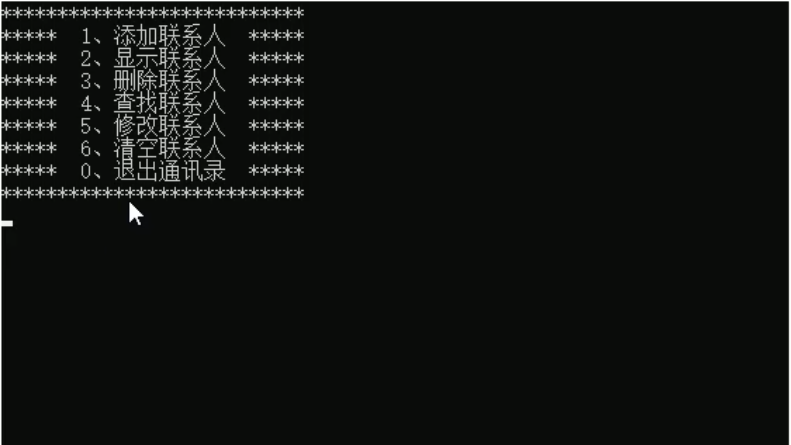 ***************************
*****  1、添加联系人  *****
*****  2、显示联系人  *****
*****  3、删除联系人  *****
*****  4、查找联系人  *****
*****  5、修改联系人  *****
*****  6、清空联系人  *****
*****  0、退出通讯录  *****
***************************